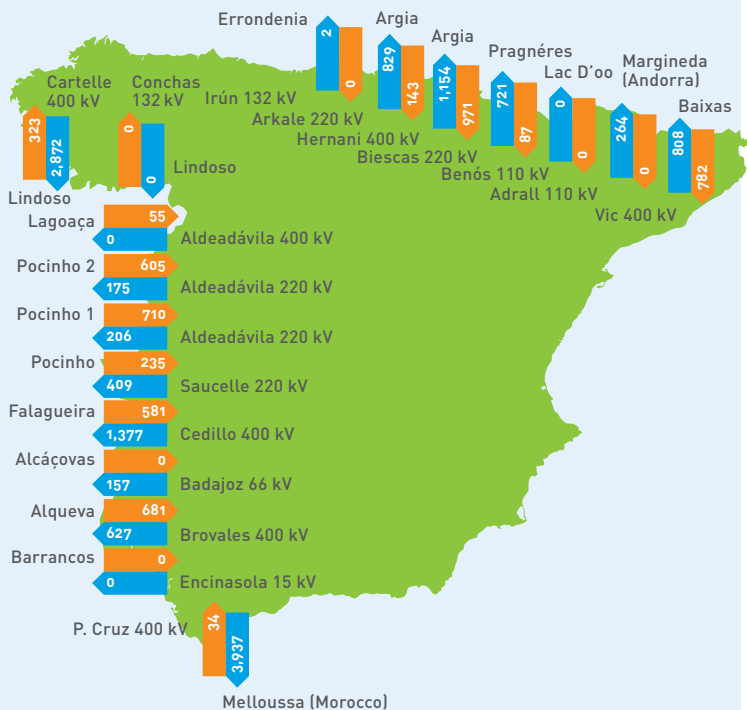 Errondenia
Argia
Argia
Pragnéres
Lac D’oo
Margineda
(Andorra)
Baixas
2
0
829
143
1,154
971
721
87
0
0
264
0
808
782
Irún 132 kV
Arkale 220 kV
Hernani 400 kV
Biescas 220 kV
Benós 110 kV
Adrall 110 kV
Vic 400 kV
Cartelle
400 kV
Conchas
132 kV
323
2,872
0
0
Lindoso
Lindoso
Lagoaça
55
0
Aldeadávila 400 kV
Pocinho 2
605
175
Aldeadávila 220 kV
Pocinho 1
710
206
Aldeadávila 220 kV
Pocinho
235
409
Saucelle 220 kV
Falagueira
581
1,377
Cedillo 400 kV
Alcáçovas
0
157
Badajoz 66 kV
Alqueva
681
627
Brovales 400 kV
Barrancos
0
0
Encinasola 15 kV
P. Cruz 400 kV
34
3,937
Melloussa (Morocco)